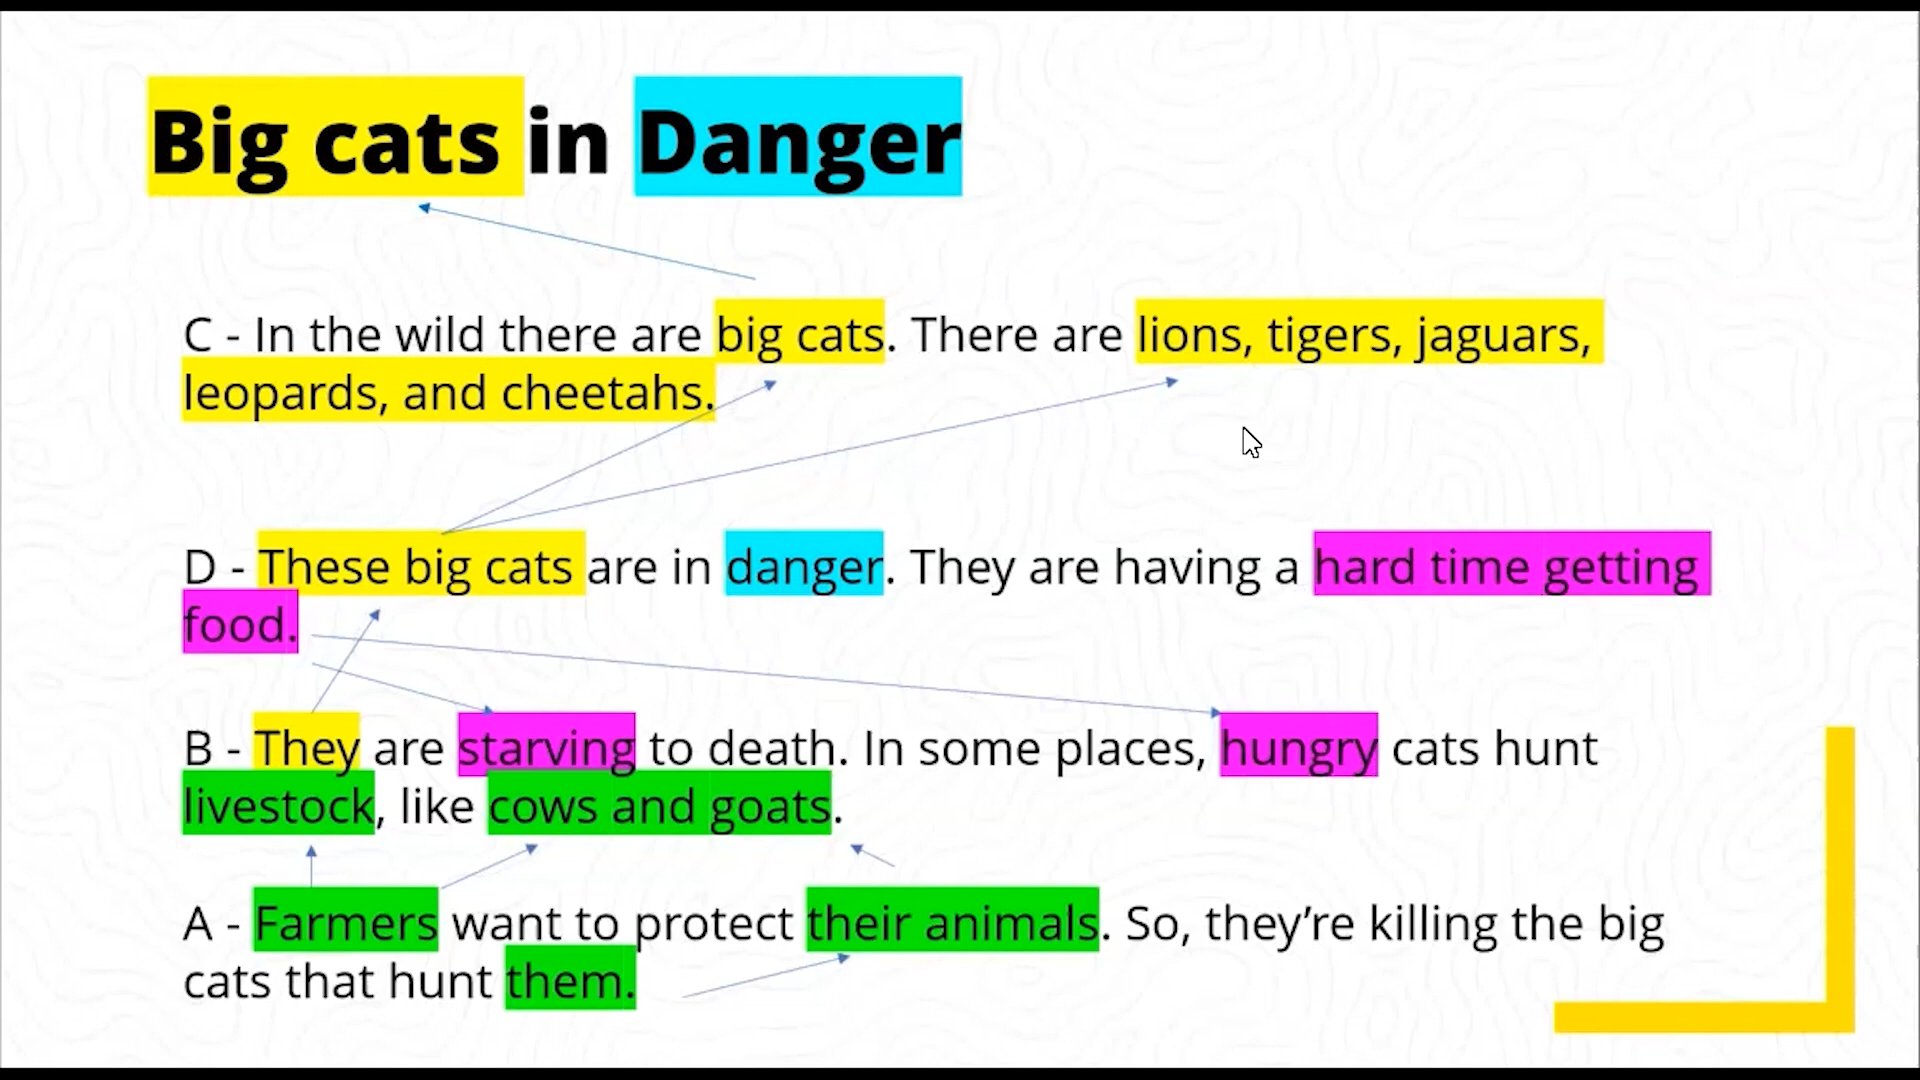 Big cats in Danger
C - In the wild there are big cats. There are lions, tigers, jaguars,
leopards, and cheetahs.
D - These big cats are in danger. They are having a hard time getting
food.
B - They are starving to death. In some places, hungry cats hunt
livestock, like cows and goats.
A - Farmers want to protect their animals. So, they’re killing the big
cats that hunt them.